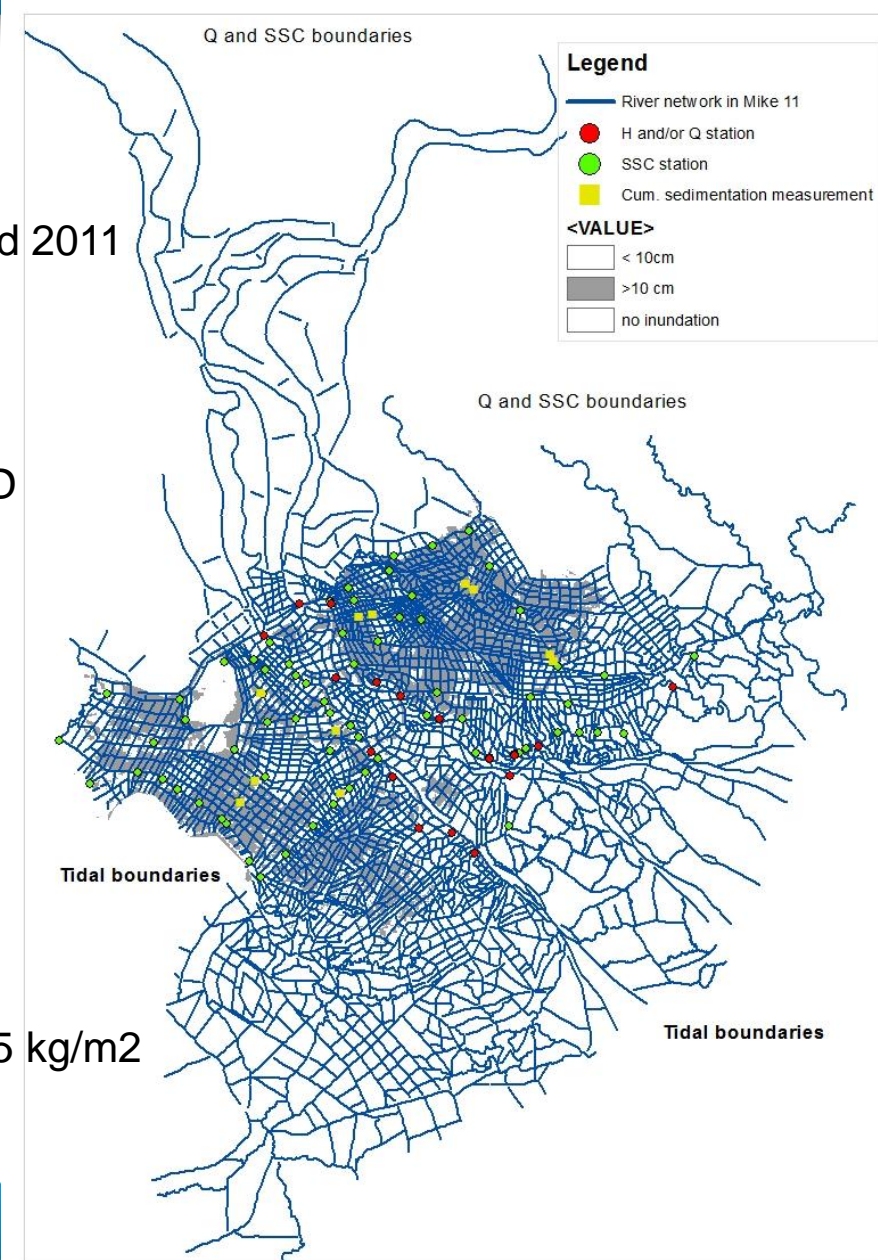 Q and SSC boundaries
Legend
River network in Mike 11
H and/or Q station
SSC station
Cum. sedimentation measurement
<VALUE>
< 10cm
>10 cm
no inundation
d 2011
Q and SSC boundaries
Tidal boundaries
Tidal boundaries
5 kg/m2